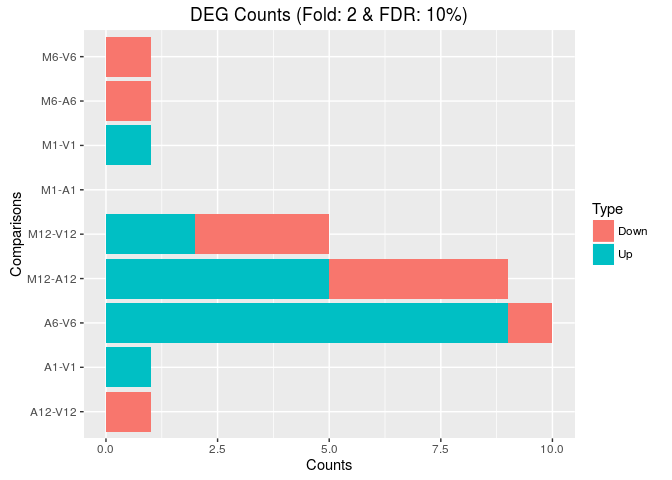 DEG Counts (Fold: 2 & FDR: 10%)
Comparisons
M6-V6
M6-A6
M1-V1
M1-A1
M12-V12
M12-A12
A6-V6
A1-V1
A12-V12
0.0 2.5 5.0 7.5 10.0
Counts
Type
Down
Up